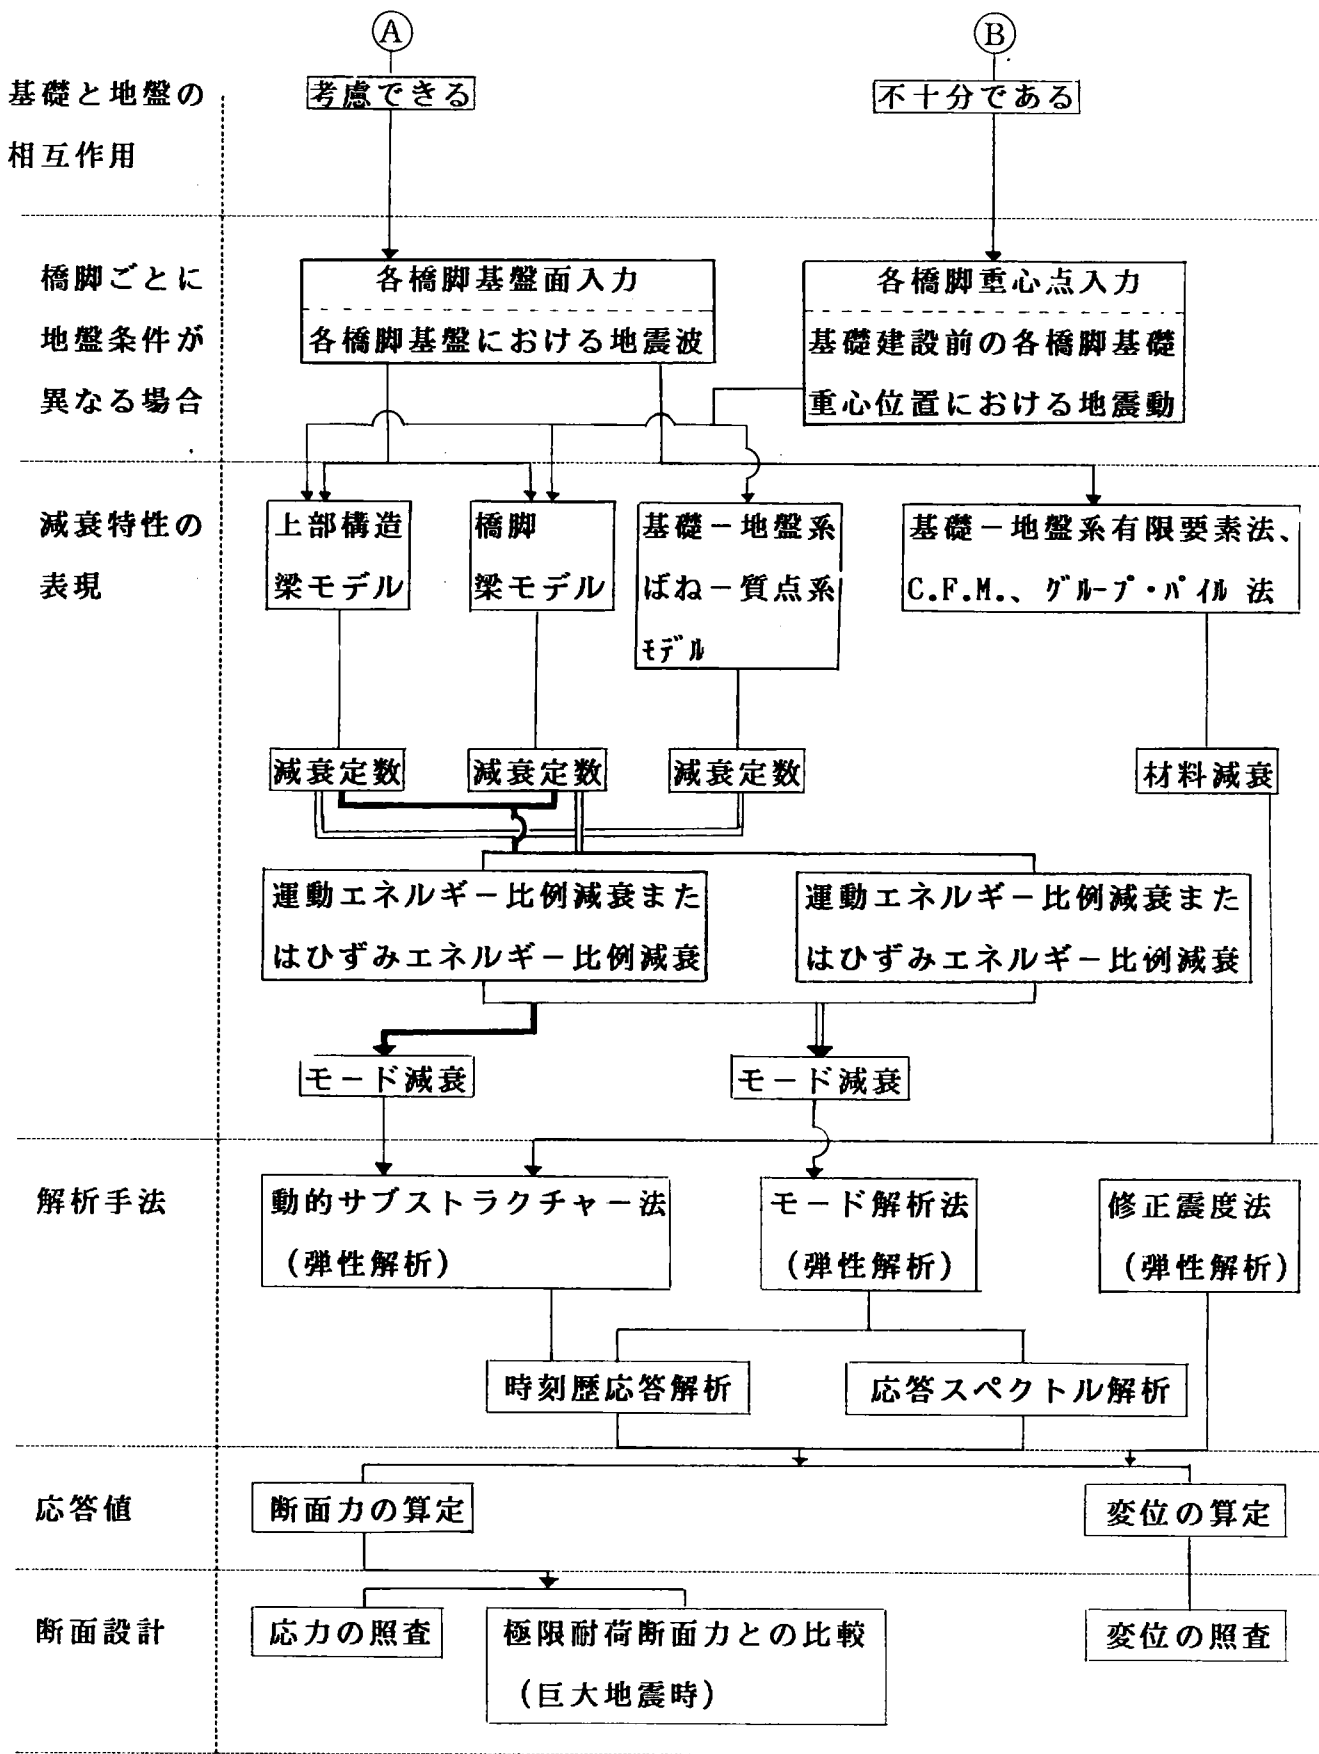 Ⓐ
Ⓑ
基礎と地盤の
相互作用
考慮できる
不十分である
橋脚ごとに
地盤条件が
異なる場合
各橋脚基盤面入力
各橋脚基盤における地震波
各橋脚重心点入力
基礎建設前の各橋脚基礎
重心位置における地震動
減衰特性の
表現
上部構造
梁モデル
橋脚
梁モデル
基礎－地盤系
ばね－質点系
モデル
基礎－地盤系有限要素法、
C.F.M.、グループ・パイル 法
減衰定数
減衰定数
減衰定数
材料減衰
運動エネルギー比例減衰また
はひずみエネルギー比例減衰
運動エネルギー比例減衰また
はひずみエネルギー比例減衰
モード減衰
モード減衰
解析手法
動的サブストラクチャー法
(弾性解析)
モード解析法
(弾性解析)
修正震度法
(弾性解析)
時刻歴応答解析
応答スペクトル解析
応答値
断面力の算定
変位の算定
断面設計
応力の照査
極限耐荷断面力との比較
(巨大地震時)
変位の照査